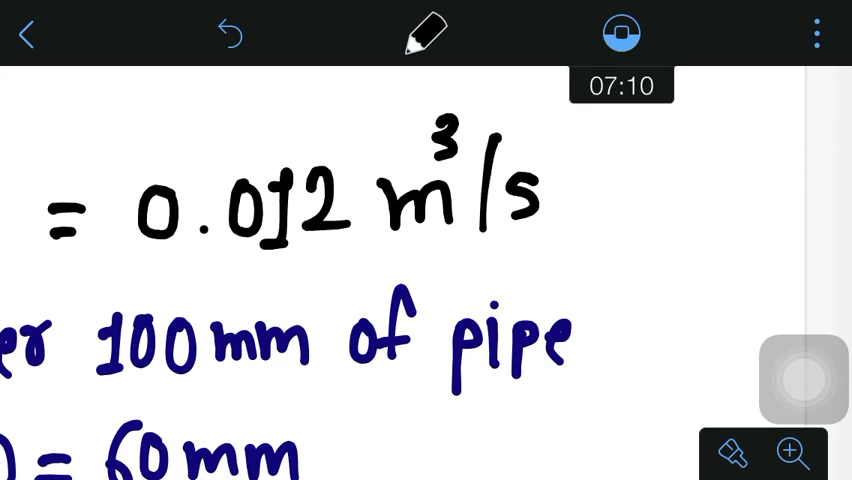 07:10
= 0.012 m³/s
er 100mm of pipe
= 60mm